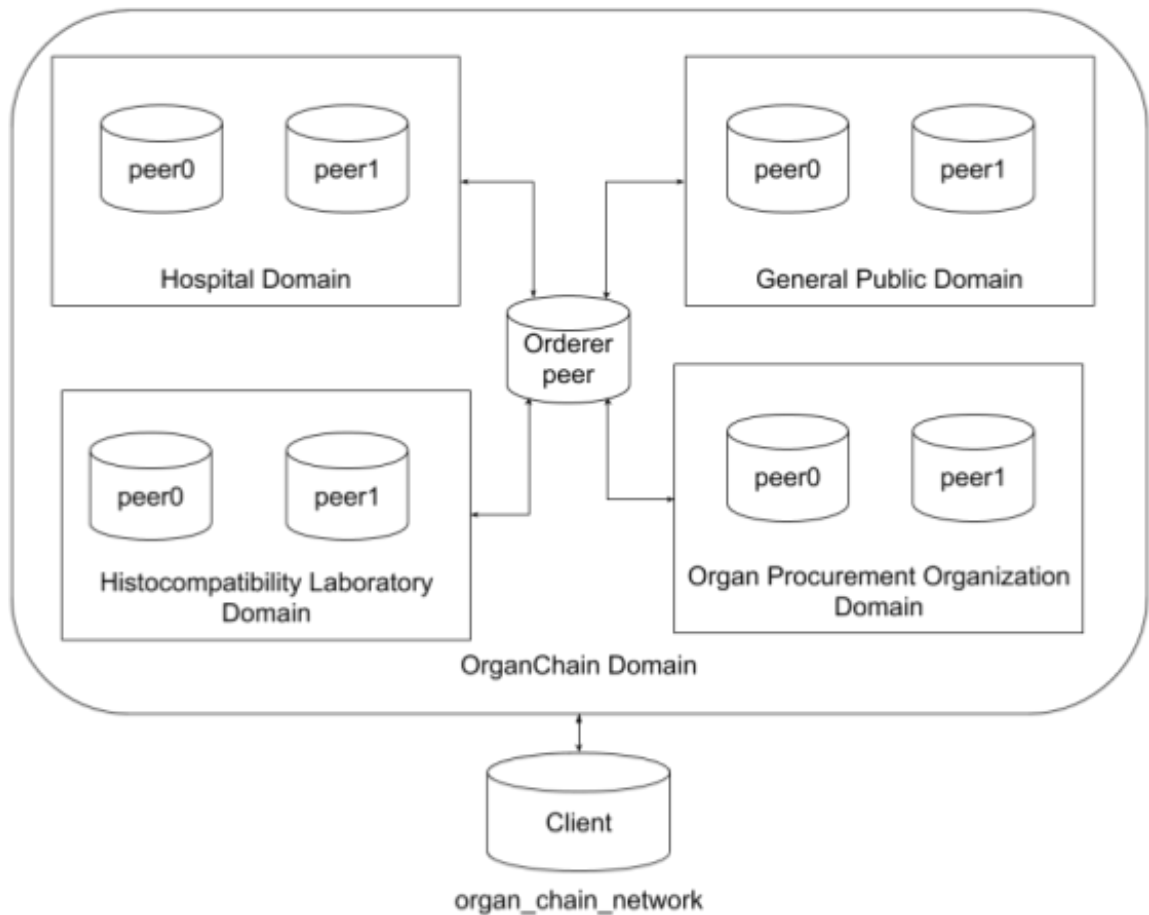 peer0
peer1
Hospital Domain
peer0
peer1
General Public Domain
Orderer
peer
peer0
peer1
Histocompatibility Laboratory
Domain
peer0
peer1
Organ Procurement Organization
Domain
OrganChain Domain
Client
organ_chain_network